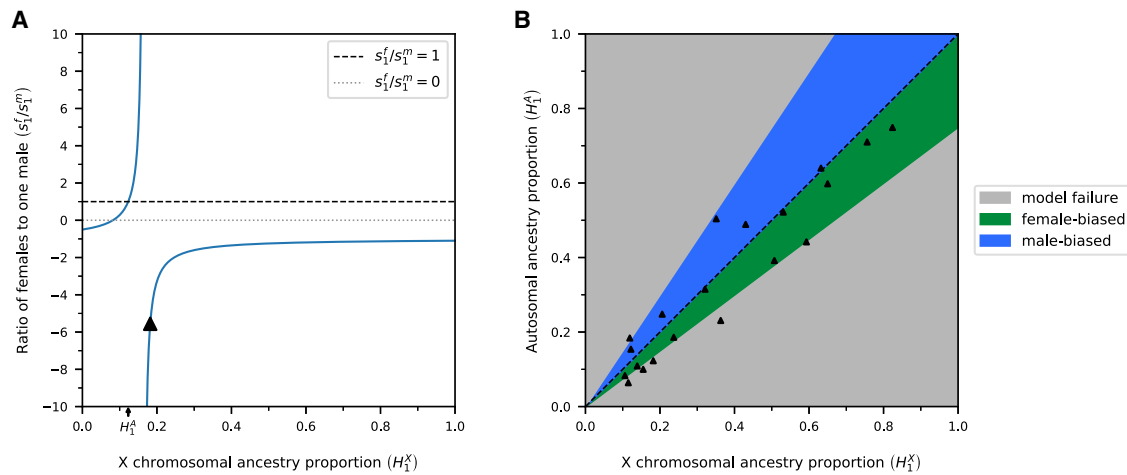 A
Ratio of females to one male (s₁ᶠ/s₁ᵐ)
10
8
6
4
2
0
−2
−4
−6
−8
−10
s₁ᶠ/s₁ᵐ = 1
s₁ᶠ/s₁ᵐ = 0
0.0 0.2 0.4 0.6 0.8 1.0
H₁ᴬ
X chromosomal ancestry proportion (H₁ˣ)
B
Autosomal ancestry proportion (H₁ᴬ)
1.0
0.8
0.6
0.4
0.2
0.0
0.0 0.2 0.4 0.6 0.8 1.0
X chromosomal ancestry proportion (H₁ˣ)
model failure
female-biased
male-biased